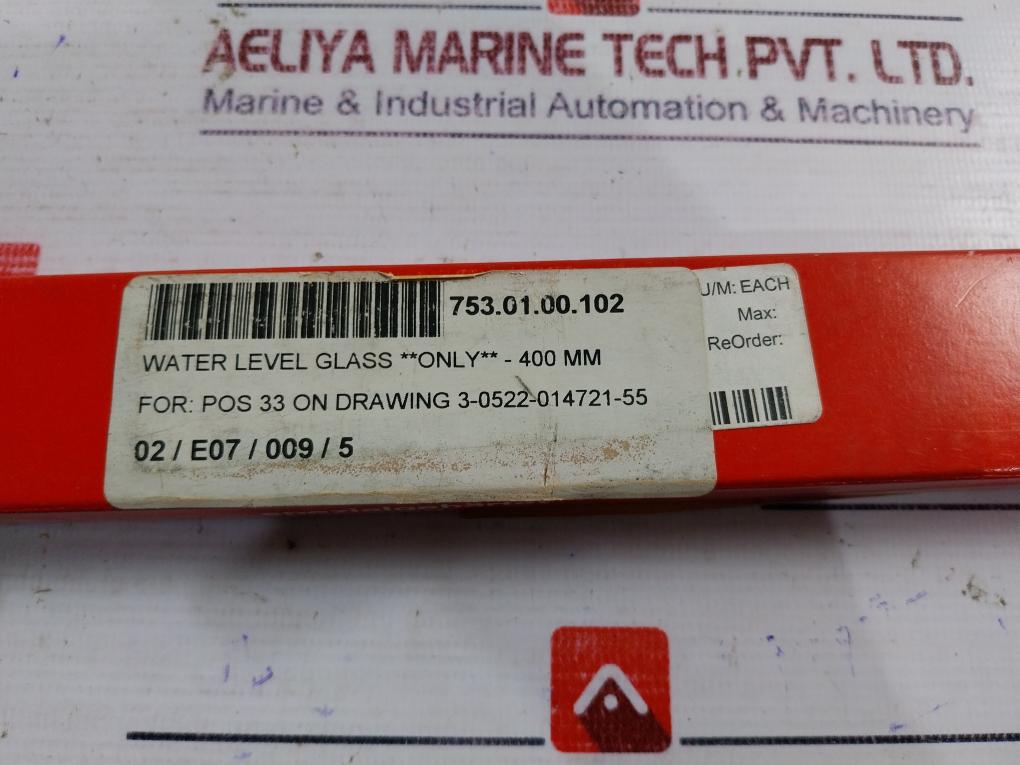 AELIYA MARINE TECH PVT. LTD.
Marine & Industrial Automation & Machinery
753.01.00.102
WATER LEVEL GLASS **ONLY** - 400 MM
FOR: POS 33 ON DRAWING 3-0522-014721-55
02 / E07 / 009 / 5
U/M: EACH
Max:
ReOrder: